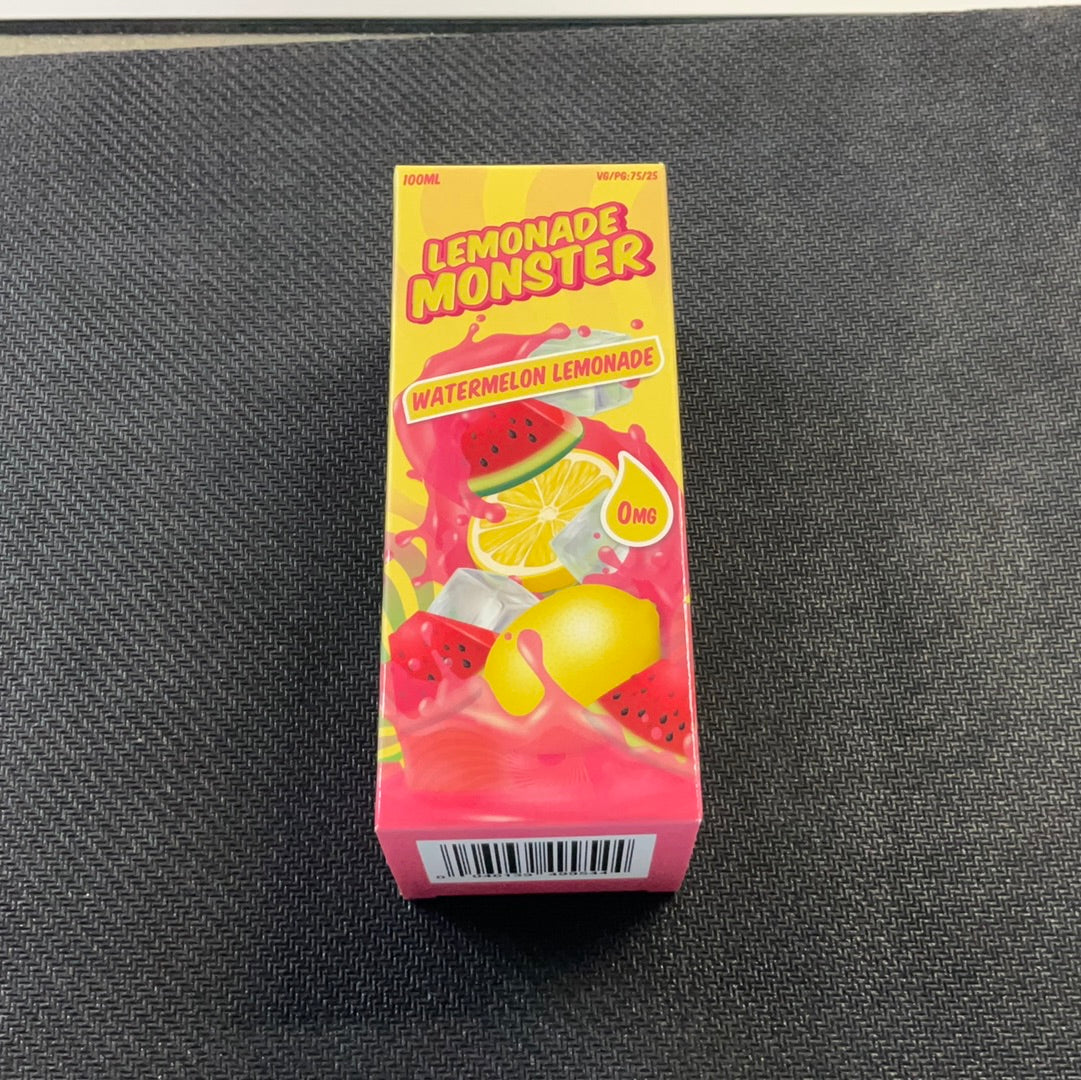 100ML
VG/PG:75/25
LEMONADE
MONSTER
WATERMELON LEMONADE
0MG